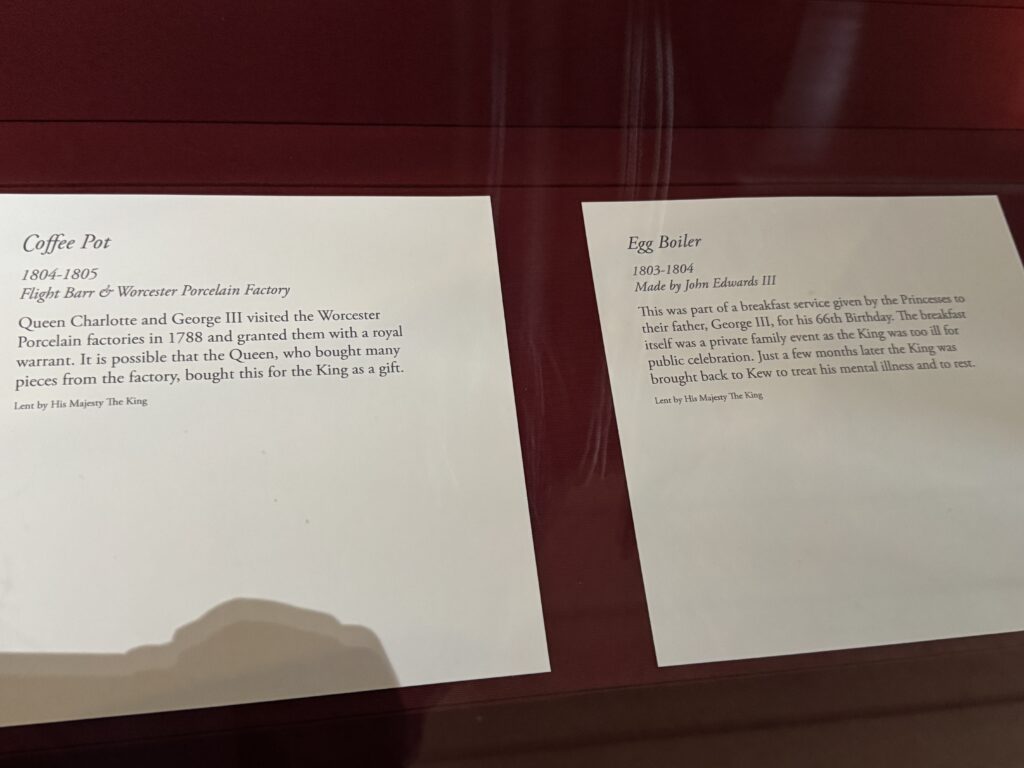 Coffee Pot
1804-1805
Flight Barr & Worcester Porcelain Factory
Queen Charlotte and George III visited the Worcester
Porcelain factories in 1788 and granted them with a royal
warrant. It is possible that the Queen, who bought many
pieces from the factory, bought this for the King as a gift.
Lent by His Majesty The King
Egg Boiler
1803-1804
Made by John Edwards III
This was part of a breakfast service given by the Princesses to
their father, George III, for his 66th Birthday. The breakfast
itself was a private family event as the King was too ill for
public celebration. Just a few months later the King was
brought back to Kew to treat his mental illness and to rest.
Lent by His Majesty The King